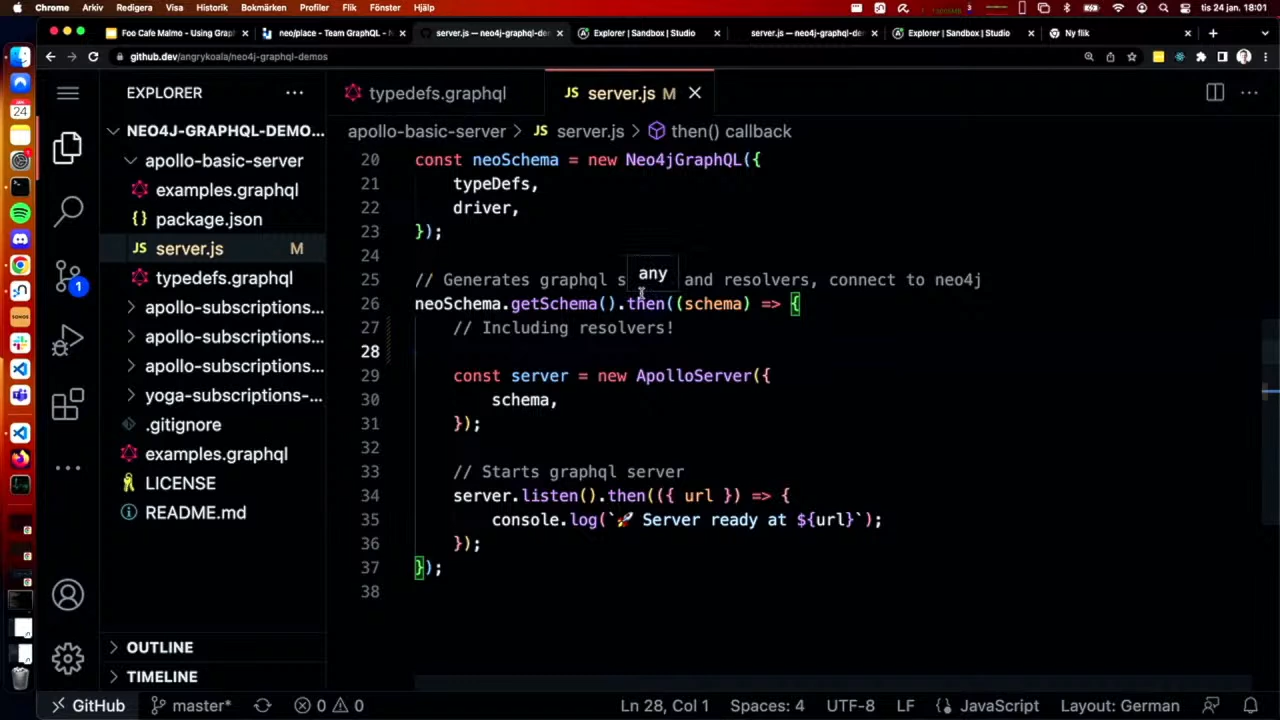 Chrome Arkiv Redigera Visa Historik Bokmärken Profiler Flik Fönster Hjälp tis 24 jan. 18:01
Foo Cafe Malmo - Using Grap neo/place - Team GraphQL - N server.js — neo4j-graphql-de Explorer | Sandbox | Studio server.js — neo4j-graphql-dem Explorer | Sandbox | Studio Ny flik
github.dev/angrykoala/neo4j-graphql-demos
EXPLORER
typedefs.graphql JS server.js M
NEO4J-GRAPHQL-DEMO...
apollo-basic-server > JS server.js > then() callback
apollo-basic-server
examples.graphql
{} package.json
JS server.js M
typedefs.graphql
apollo-subscriptions...
apollo-subscriptions...
apollo-subscriptions...
yoga-subscriptions-...
.gitignore
examples.graphql
LICENSE
README.md
OUTLINE
TIMELINE
20 const neoSchema = new Neo4jGraphQL({
21 typeDefs,
22 driver,
23 });
24
25 // Generates graphql s any and resolvers, connect to neo4j
26 neoSchema.getSchema().then((schema) => {
27 // Including resolvers!
28
29 const server = new ApolloServer({
30 schema,
31 });
32
33 // Starts graphql server
34 server.listen().then(({ url }) => {
35 console.log(`🚀 Server ready at ${url}`);
36 });
37 });
38
24
1
GitHub master* 0 0 Ln 28, Col 1 Spaces: 4 UTF-8 LF {} JavaScript Layout: German